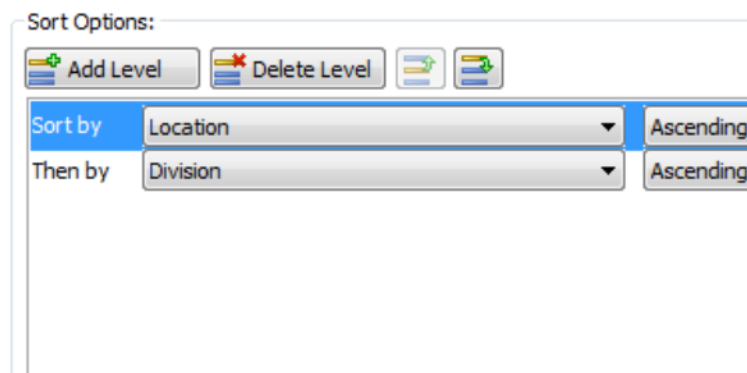 Sort Options:
Add Level Delete Level
Sort by Location Ascending
Then by Division Ascending